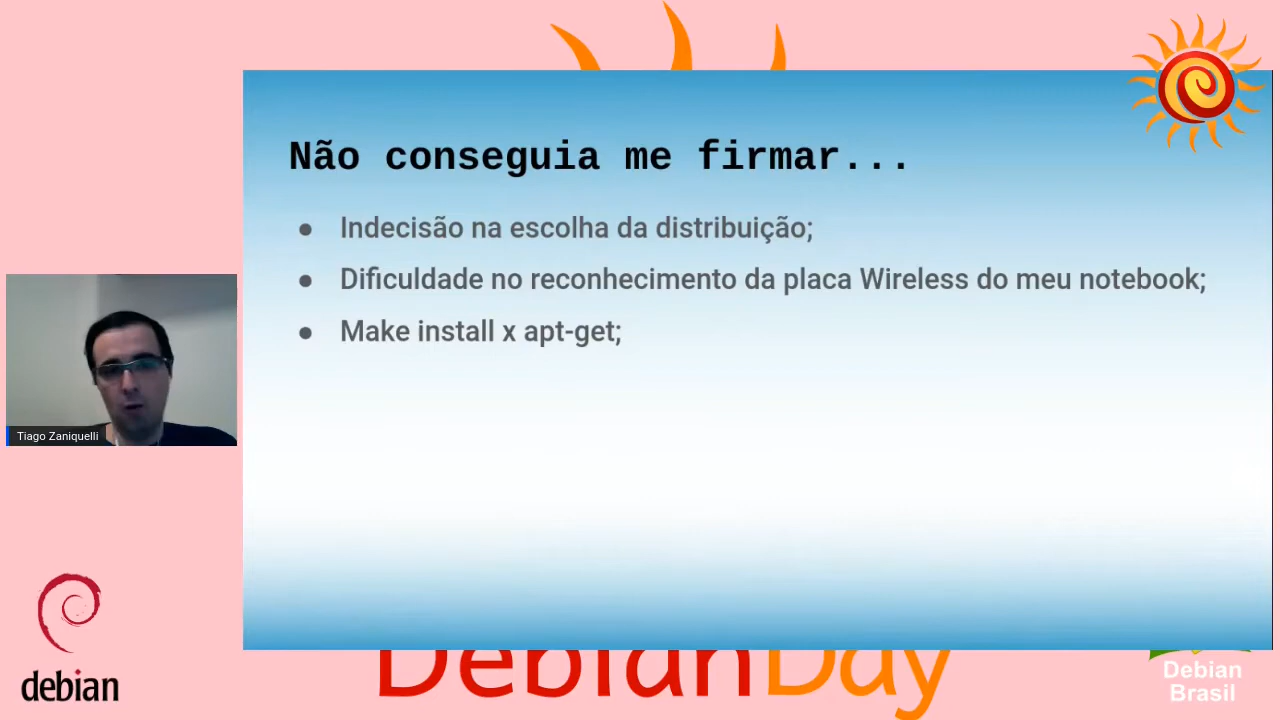 Não conseguia me firmar...
● Indecisão na escolha da distribuição;
● Dificuldade no reconhecimento da placa Wireless do meu notebook;
● Make install x apt-get;
Tiago Zaniquelli
debian
DebianDay
Debian
Brasil